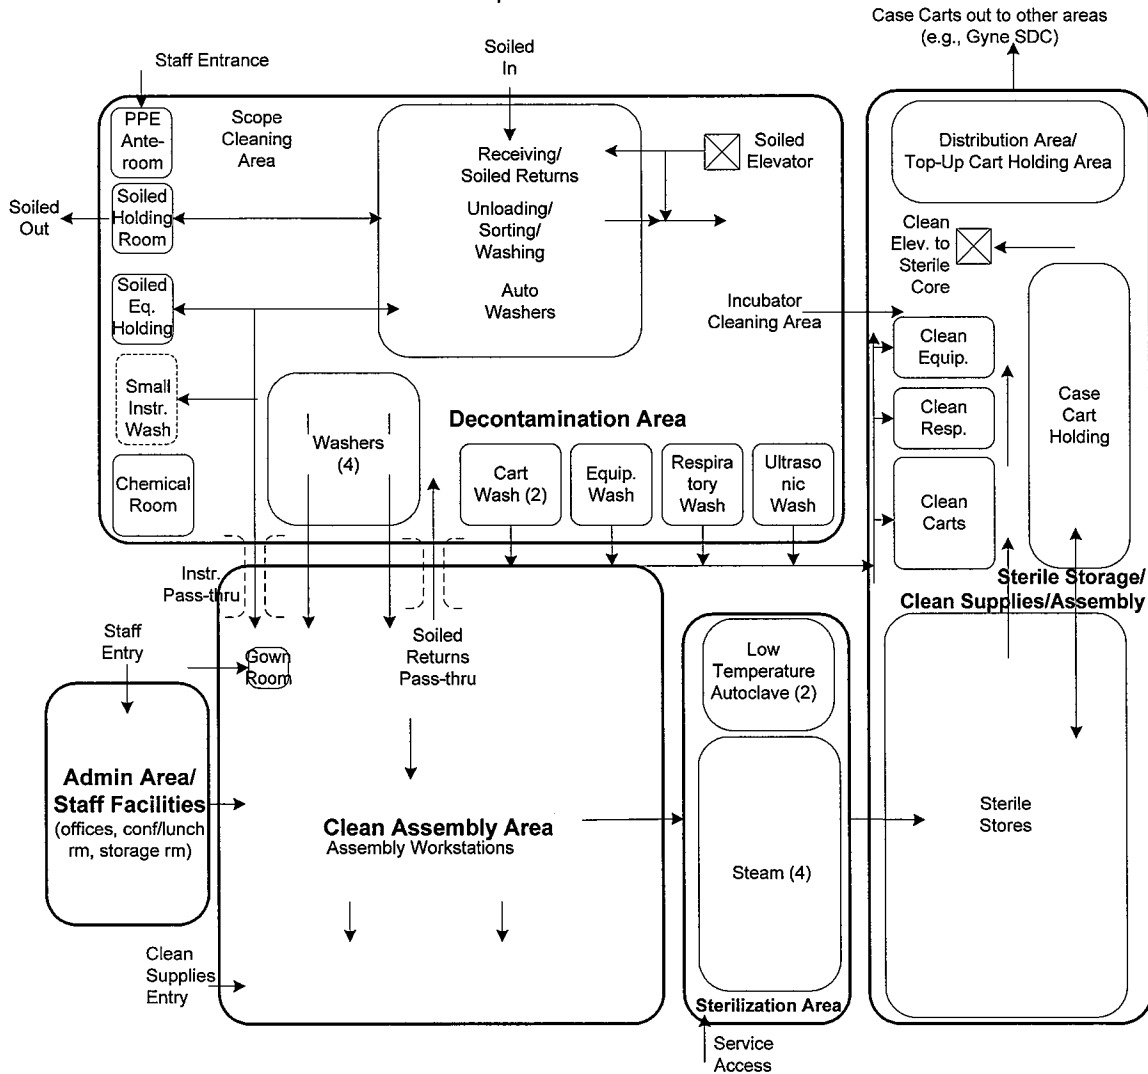 Case Carts out to other areas
(e.g., Gyne SDC)
Staff Entrance
Soiled
In
PPE
Ante-
room
Scope
Cleaning
Area
Receiving/
Soiled Returns
Soiled
Elevator
Distribution Area/
Top-Up Cart Holding Area
Soiled
Out
Soiled
Holding
Room
Unloading/
Sorting/
Washing
Clean
Elev. to
Sterile
Core
Soiled
Eq.
Holding
Auto
Washers
Incubator
Cleaning Area
Clean
Equip.
Small
Instr.
Wash
Washers
(4)
Decontamination Area
Clean
Resp.
Case
Cart
Holding
Chemical
Room
Cart
Wash (2)
Equip.
Wash
Respira
tory
Wash
Ultraso
nic
Wash
Clean
Carts
Instr.
Pass-thru
Sterile Storage/
Clean Supplies/Assembly
Staff
Entry
Gown
Room
Soiled
Returns
Pass-thru
Low
Temperature
Autoclave (2)
Admin Area/
Staff Facilities
(offices, conf/lunch
rm, storage rm)
Clean Assembly Area
Assembly Workstations
Steam (4)
Sterile
Stores
Clean
Supplies
Entry
Sterilization Area
Service
Access